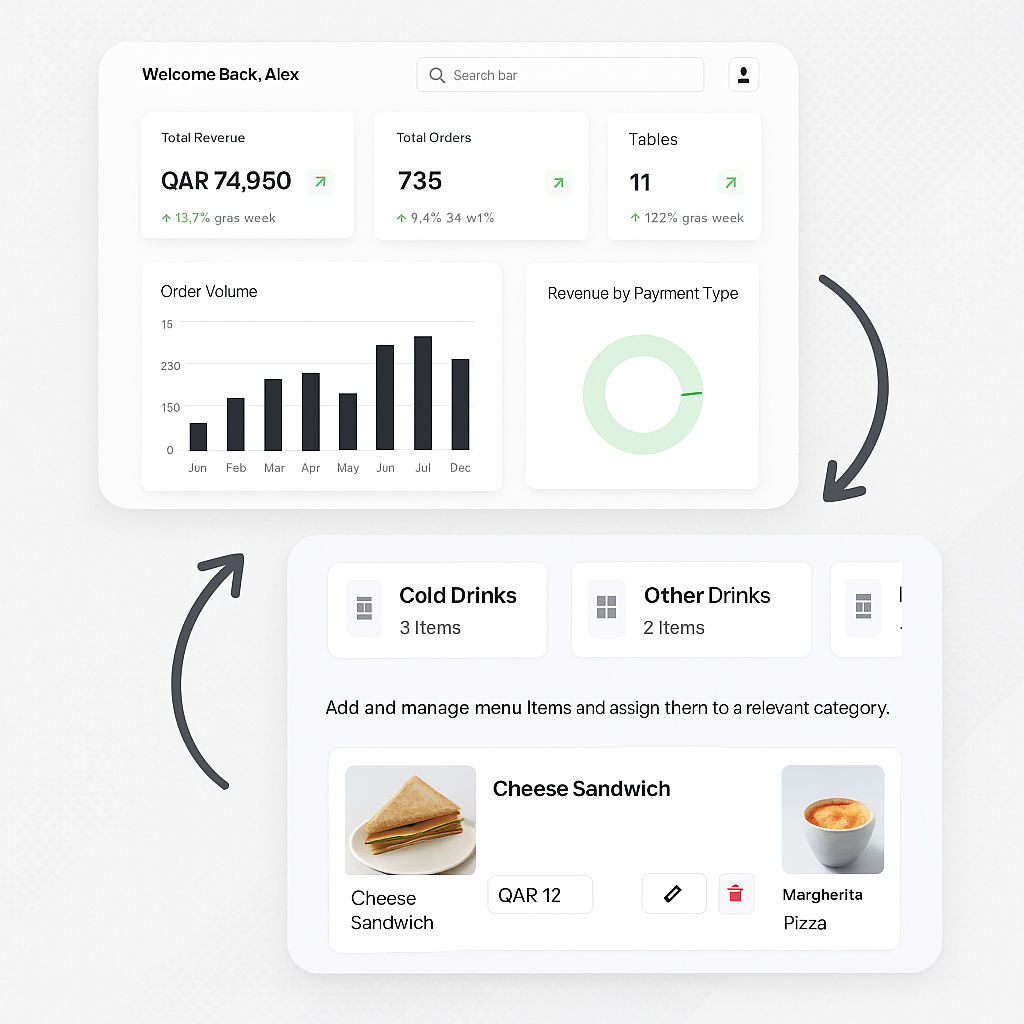 Welcome Back, Alex
Search bar
Total Reverue
QAR 74,950
13,7% gras week
Total Orders
735
9,4% 34 w1%
Tables
11
122% gras week
Order Volume
15
230
150
0
Jun Feb Mar Apr May Jun Jul Dec
Revenue by Payrment Type
Cold Drinks
3 Items
Other Drinks
2 Items
Add and manage menu Items and assign thern to a relevant category.
Cheese Sandwich
Cheese
Sandwich
QAR 12
Margherita
Pizza